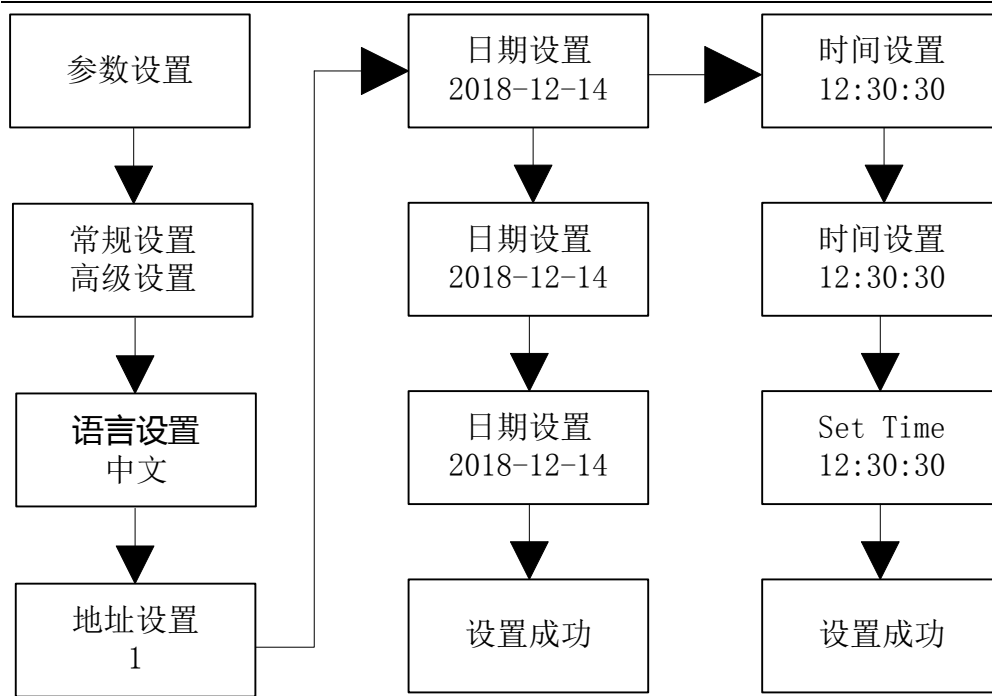 参数设置
常规设置
高级设置
语言设置
中文
地址设置
1
日期设置
2018-12-14
日期设置
2018-12-14
日期设置
2018-12-14
设置成功
时间设置
12:30:30
时间设置
12:30:30
Set Time
12:30:30
设置成功